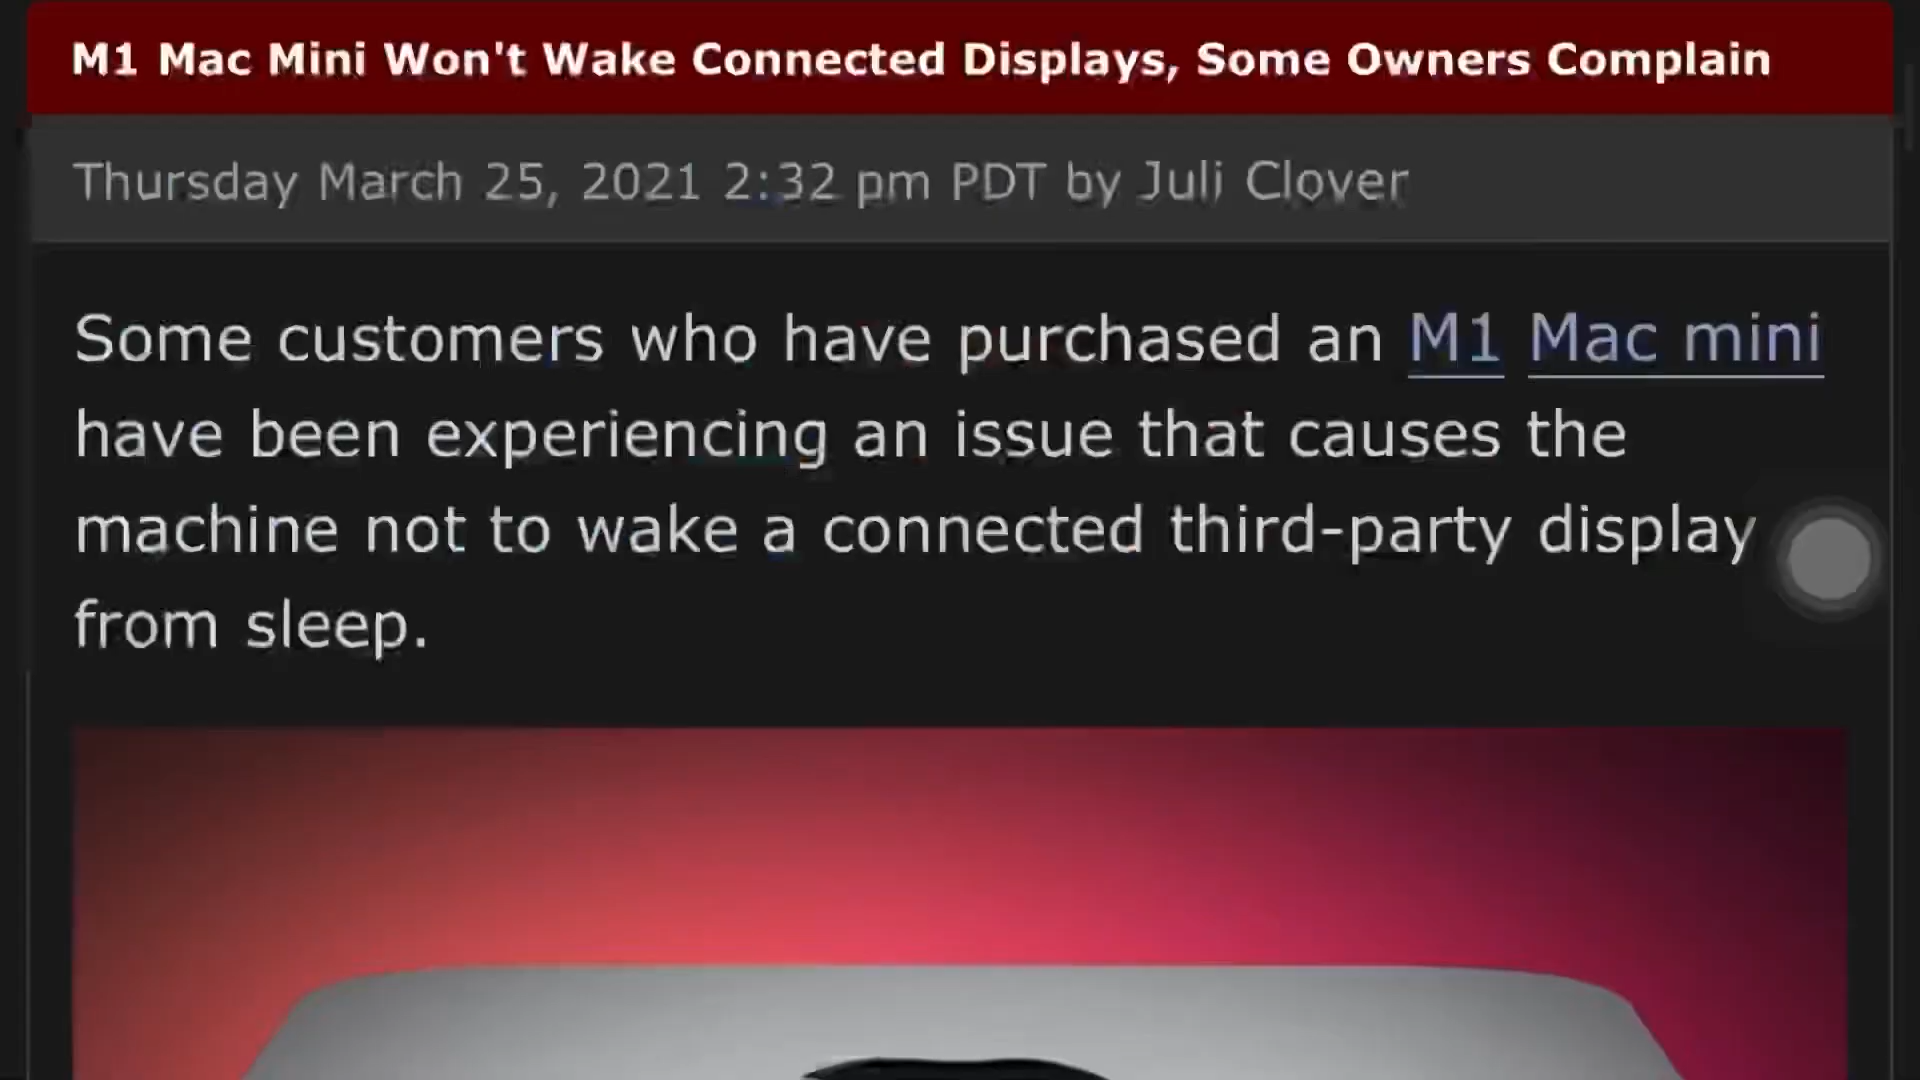 M1 Mac Mini Won't Wake Connected Displays, Some Owners Complain
Thursday March 25, 2021 2:32 pm PDT by Juli Clover
Some customers who have purchased an M1 Mac mini
have been experiencing an issue that causes the
machine not to wake a connected third-party display
from sleep.